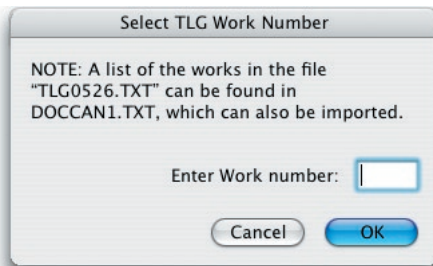 Select TLG Work Number
NOTE: A list of the works in the file
“TLG0526.TXT” can be found in
DOCCAN1.TXT, which can also be imported.
Enter Work number:
Cancel
OK